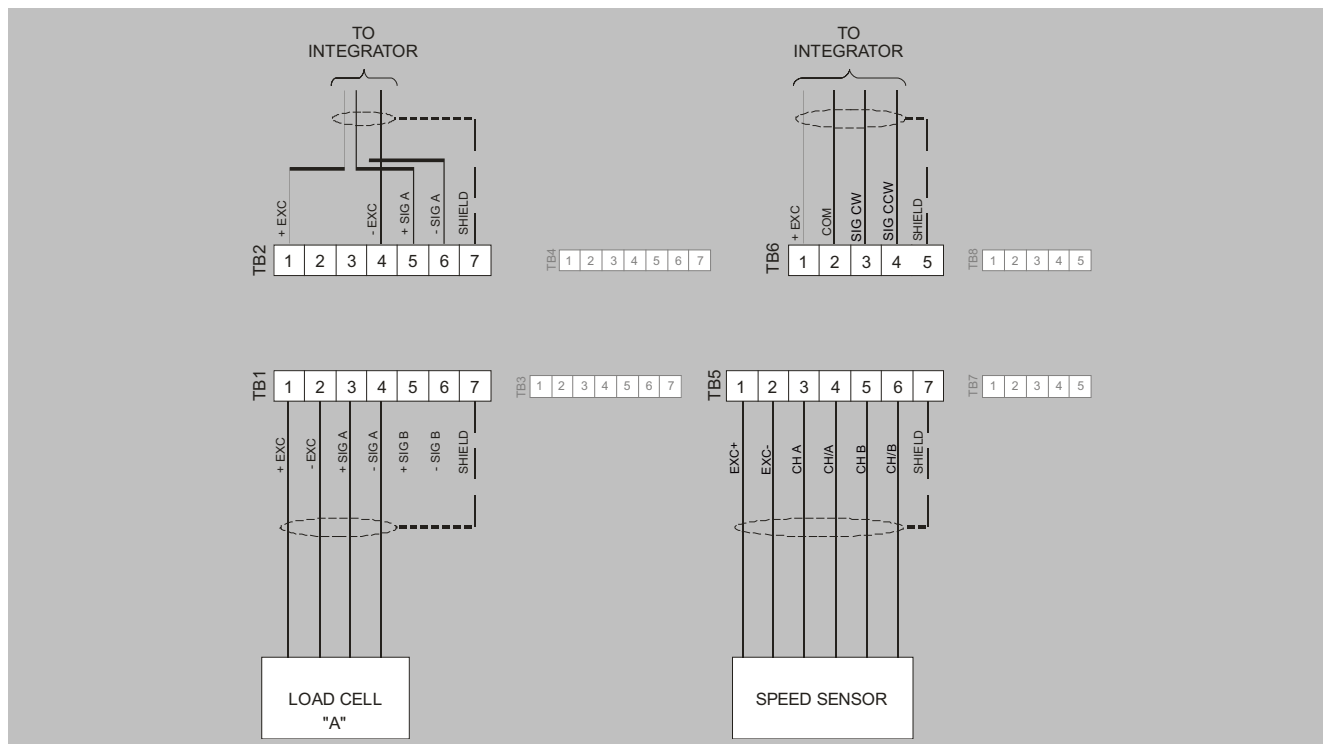 TO
INTEGRATOR
TO
INTEGRATOR
+ EXC
- EXC
+ SIG A
- SIG A
SHIELD
+ EXC
COM
SIG CW
SIG CCW
SHIELD
TB2
1 2 3 4 5 6 7
TB4
1 2 3 4 5 6 7
TB6
1 2 3 4 5
TB8
1 2 3 4 5
TB1
1 2 3 4 5 6 7
TB3
1 2 3 4 5 6 7
TB5
1 2 3 4 5 6 7
TB7
1 2 3 4 5
+ EXC
- EXC
+ SIG A
- SIG A
+ SIG B
- SIG B
SHIELD
EXC+
EXC-
CH A
CH/A
CH B
CH/B
SHIELD
LOAD CELL
"A"
SPEED SENSOR